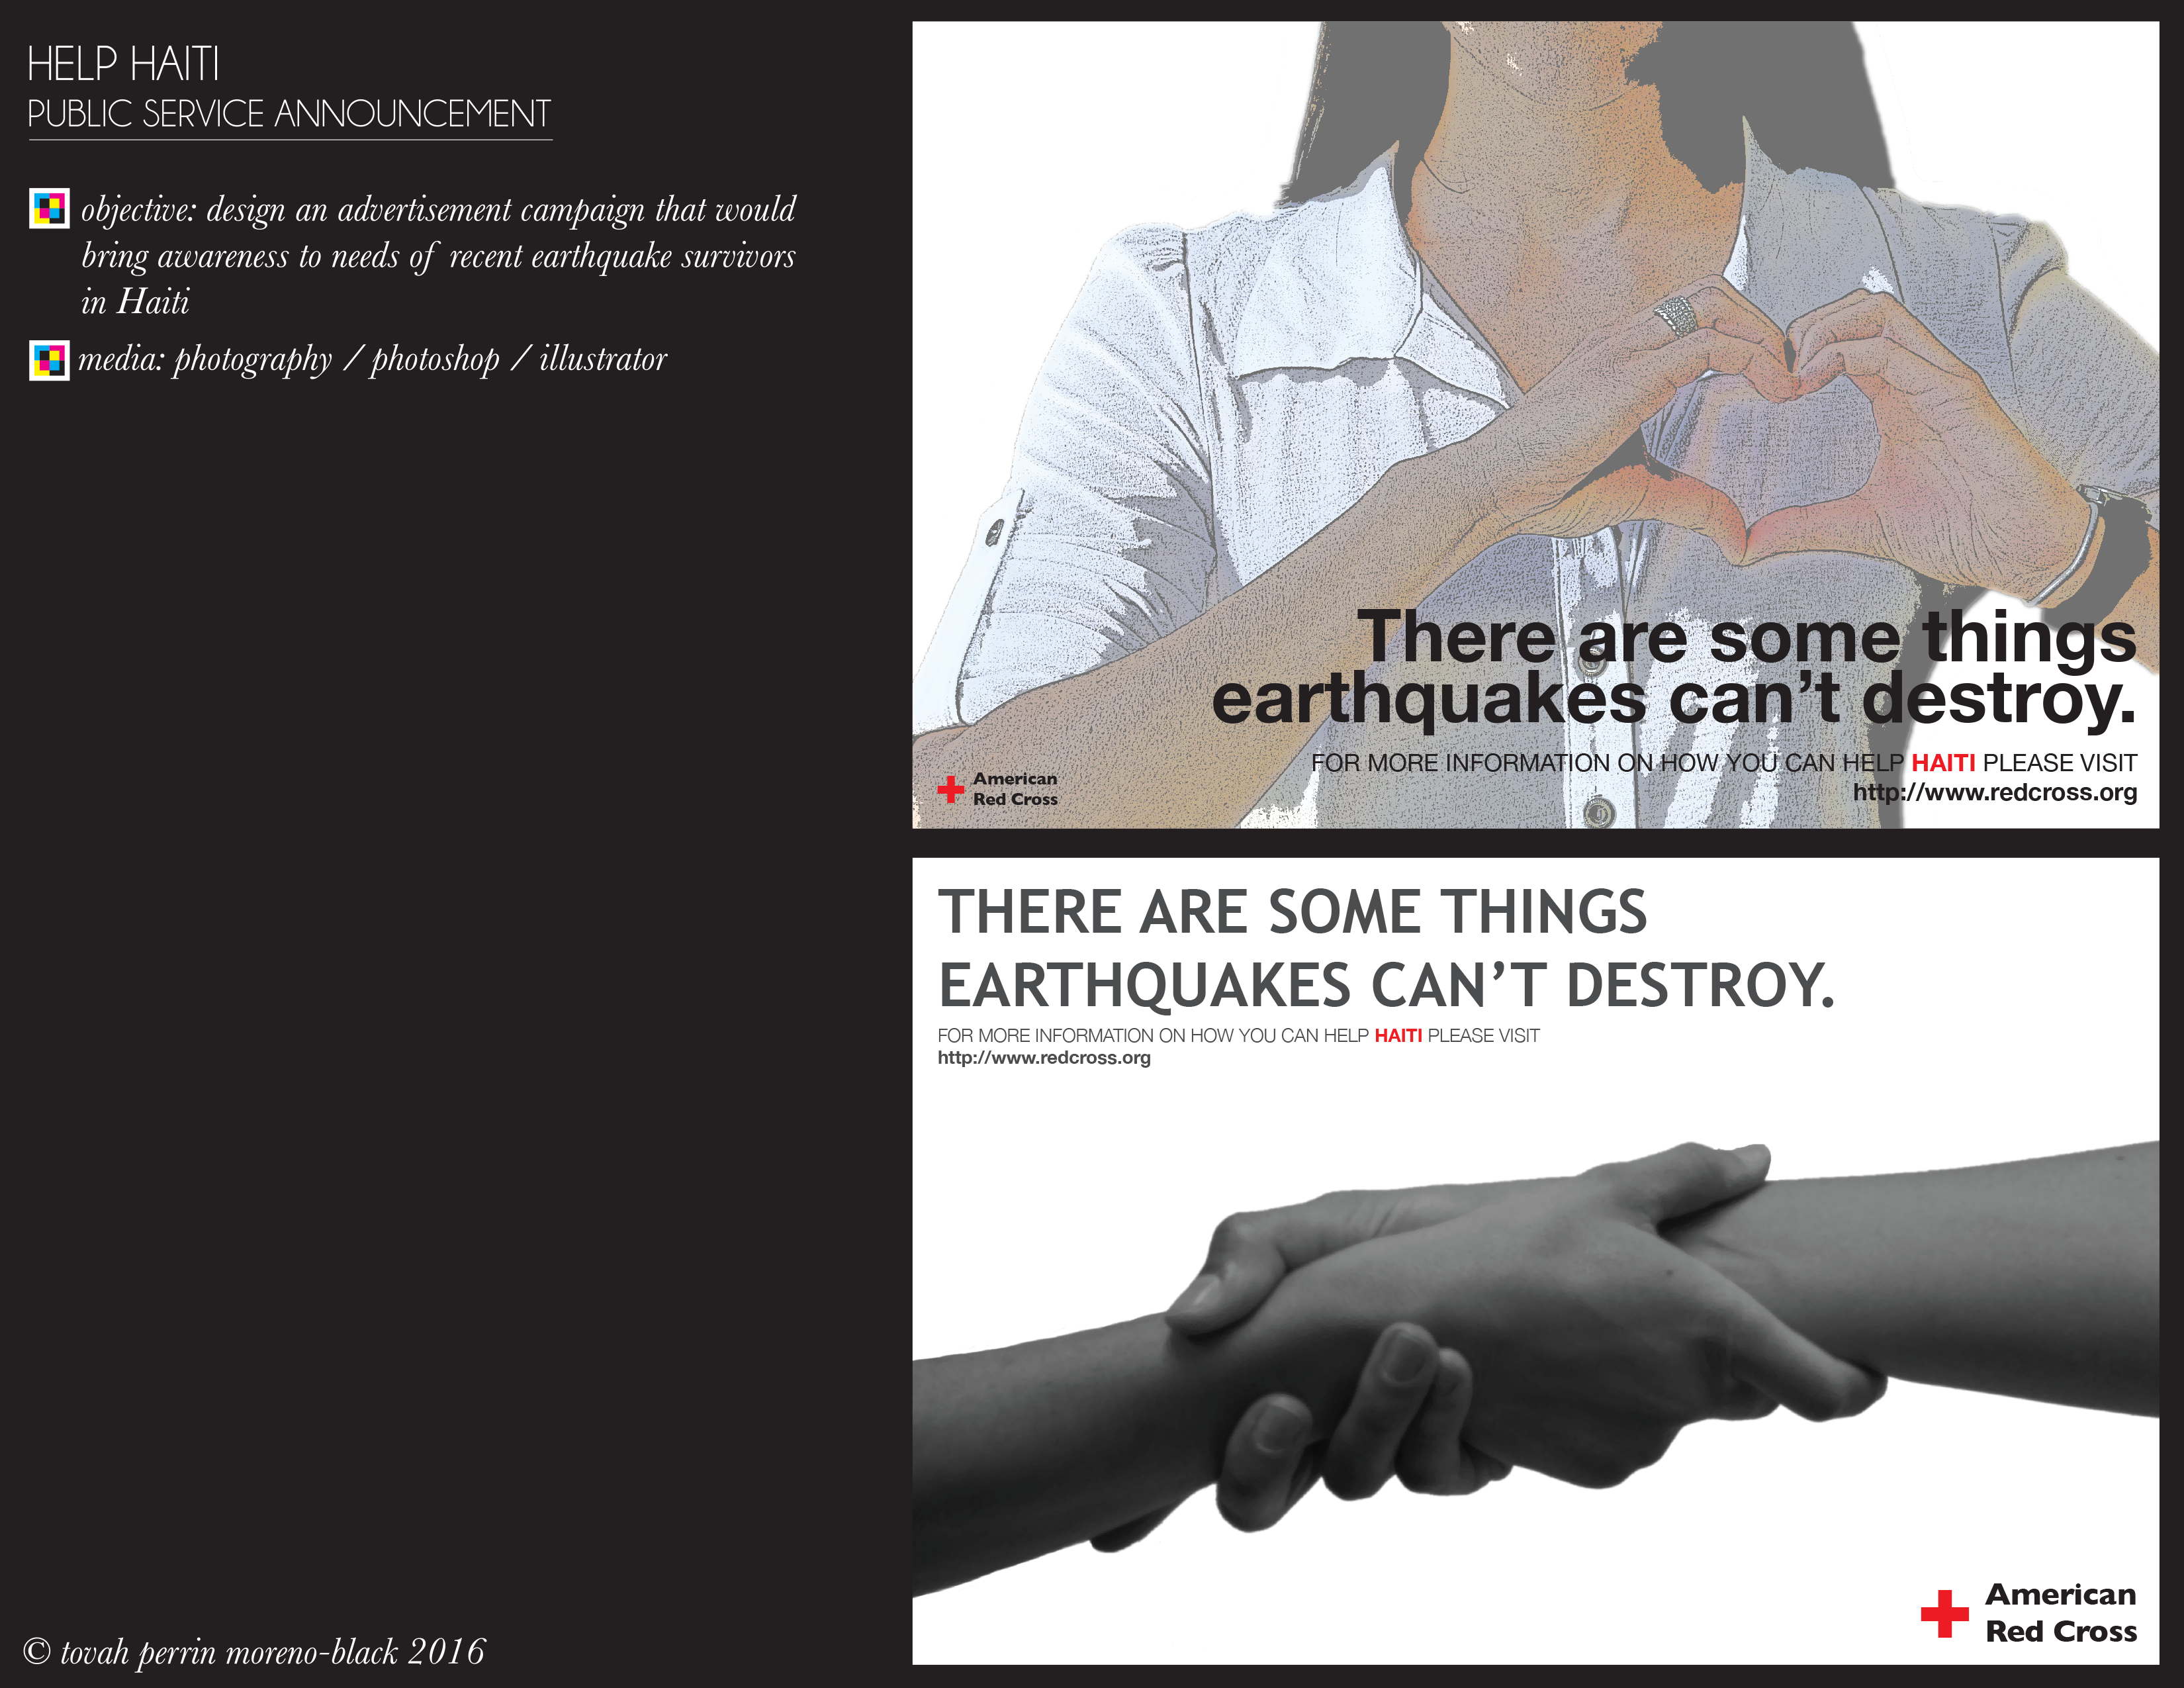 HELP HAITI
PUBLIC SERVICE ANNOUNCEMENT
objective: design an advertisement campaign that would
bring awareness to needs of recent earthquake survivors
in Haiti
media: photography / photoshop / illustrator
© tovah perrin moreno-black 2016
There are some things
earthquakes can’t destroy.
FOR MORE INFORMATION ON HOW YOU CAN HELP HAITI PLEASE VISIT
http://www.redcross.org
American
Red Cross
THERE ARE SOME THINGS
EARTHQUAKES CAN’T DESTROY.
FOR MORE INFORMATION ON HOW YOU CAN HELP HAITI PLEASE VISIT
http://www.redcross.org
American
Red Cross